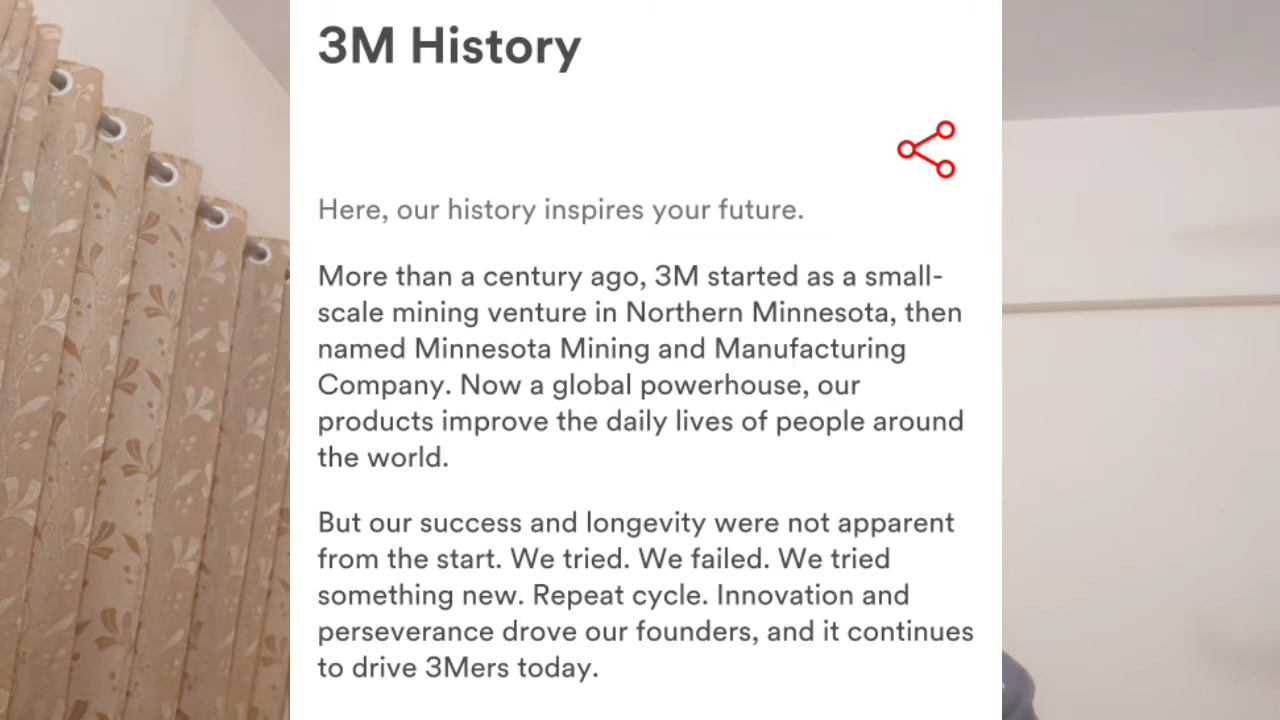 3M History
Here, our history inspires your future.
More than a century ago, 3M started as a small-
scale mining venture in Northern Minnesota, then
named Minnesota Mining and Manufacturing
Company. Now a global powerhouse, our
products improve the daily lives of people around
the world.
But our success and longevity were not apparent
from the start. We tried. We failed. We tried
something new. Repeat cycle. Innovation and
perseverance drove our founders, and it continues
to drive 3Mers today.